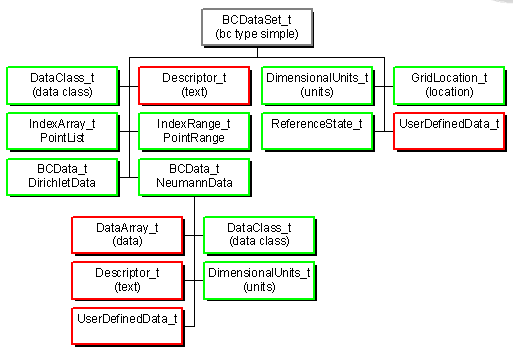 BCDataSet_t
(bc type simple)
DataClass_t
(data class)
Descriptor_t
(text)
DimensionalUnits_t
(units)
GridLocation_t
(location)
IndexArray_t
PointList
IndexRange_t
PointRange
ReferenceState_t
UserDefinedData_t
BCData_t
DirichletData
BCData_t
NeumannData
DataArray_t
(data)
DataClass_t
(data class)
Descriptor_t
(text)
DimensionalUnits_t
(units)
UserDefinedData_t